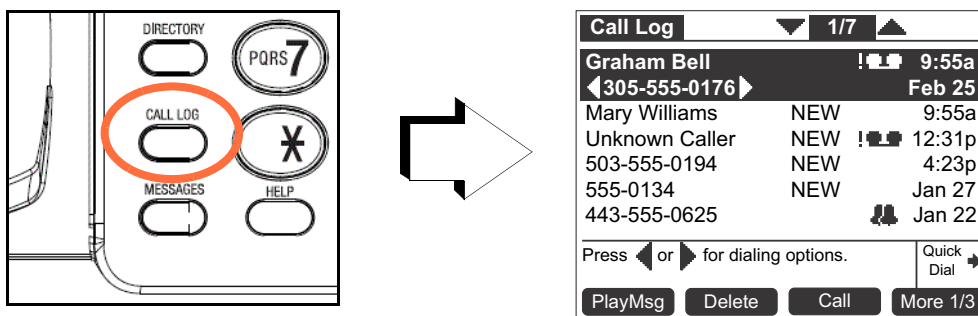 DIRECTORY
PQRS7
CALL LOG
*
MESSAGES
HELP
Call Log 1/7
Graham Bell ! 9:55a
305-555-0176 Feb 25
Mary Williams NEW 9:55a
Unknown Caller NEW ! 12:31p
503-555-0194 NEW 4:23p
555-0134 NEW Jan 27
443-555-0625 Jan 22
Press or for dialing options.
Quick
Dial
PlayMsg Delete Call More 1/3